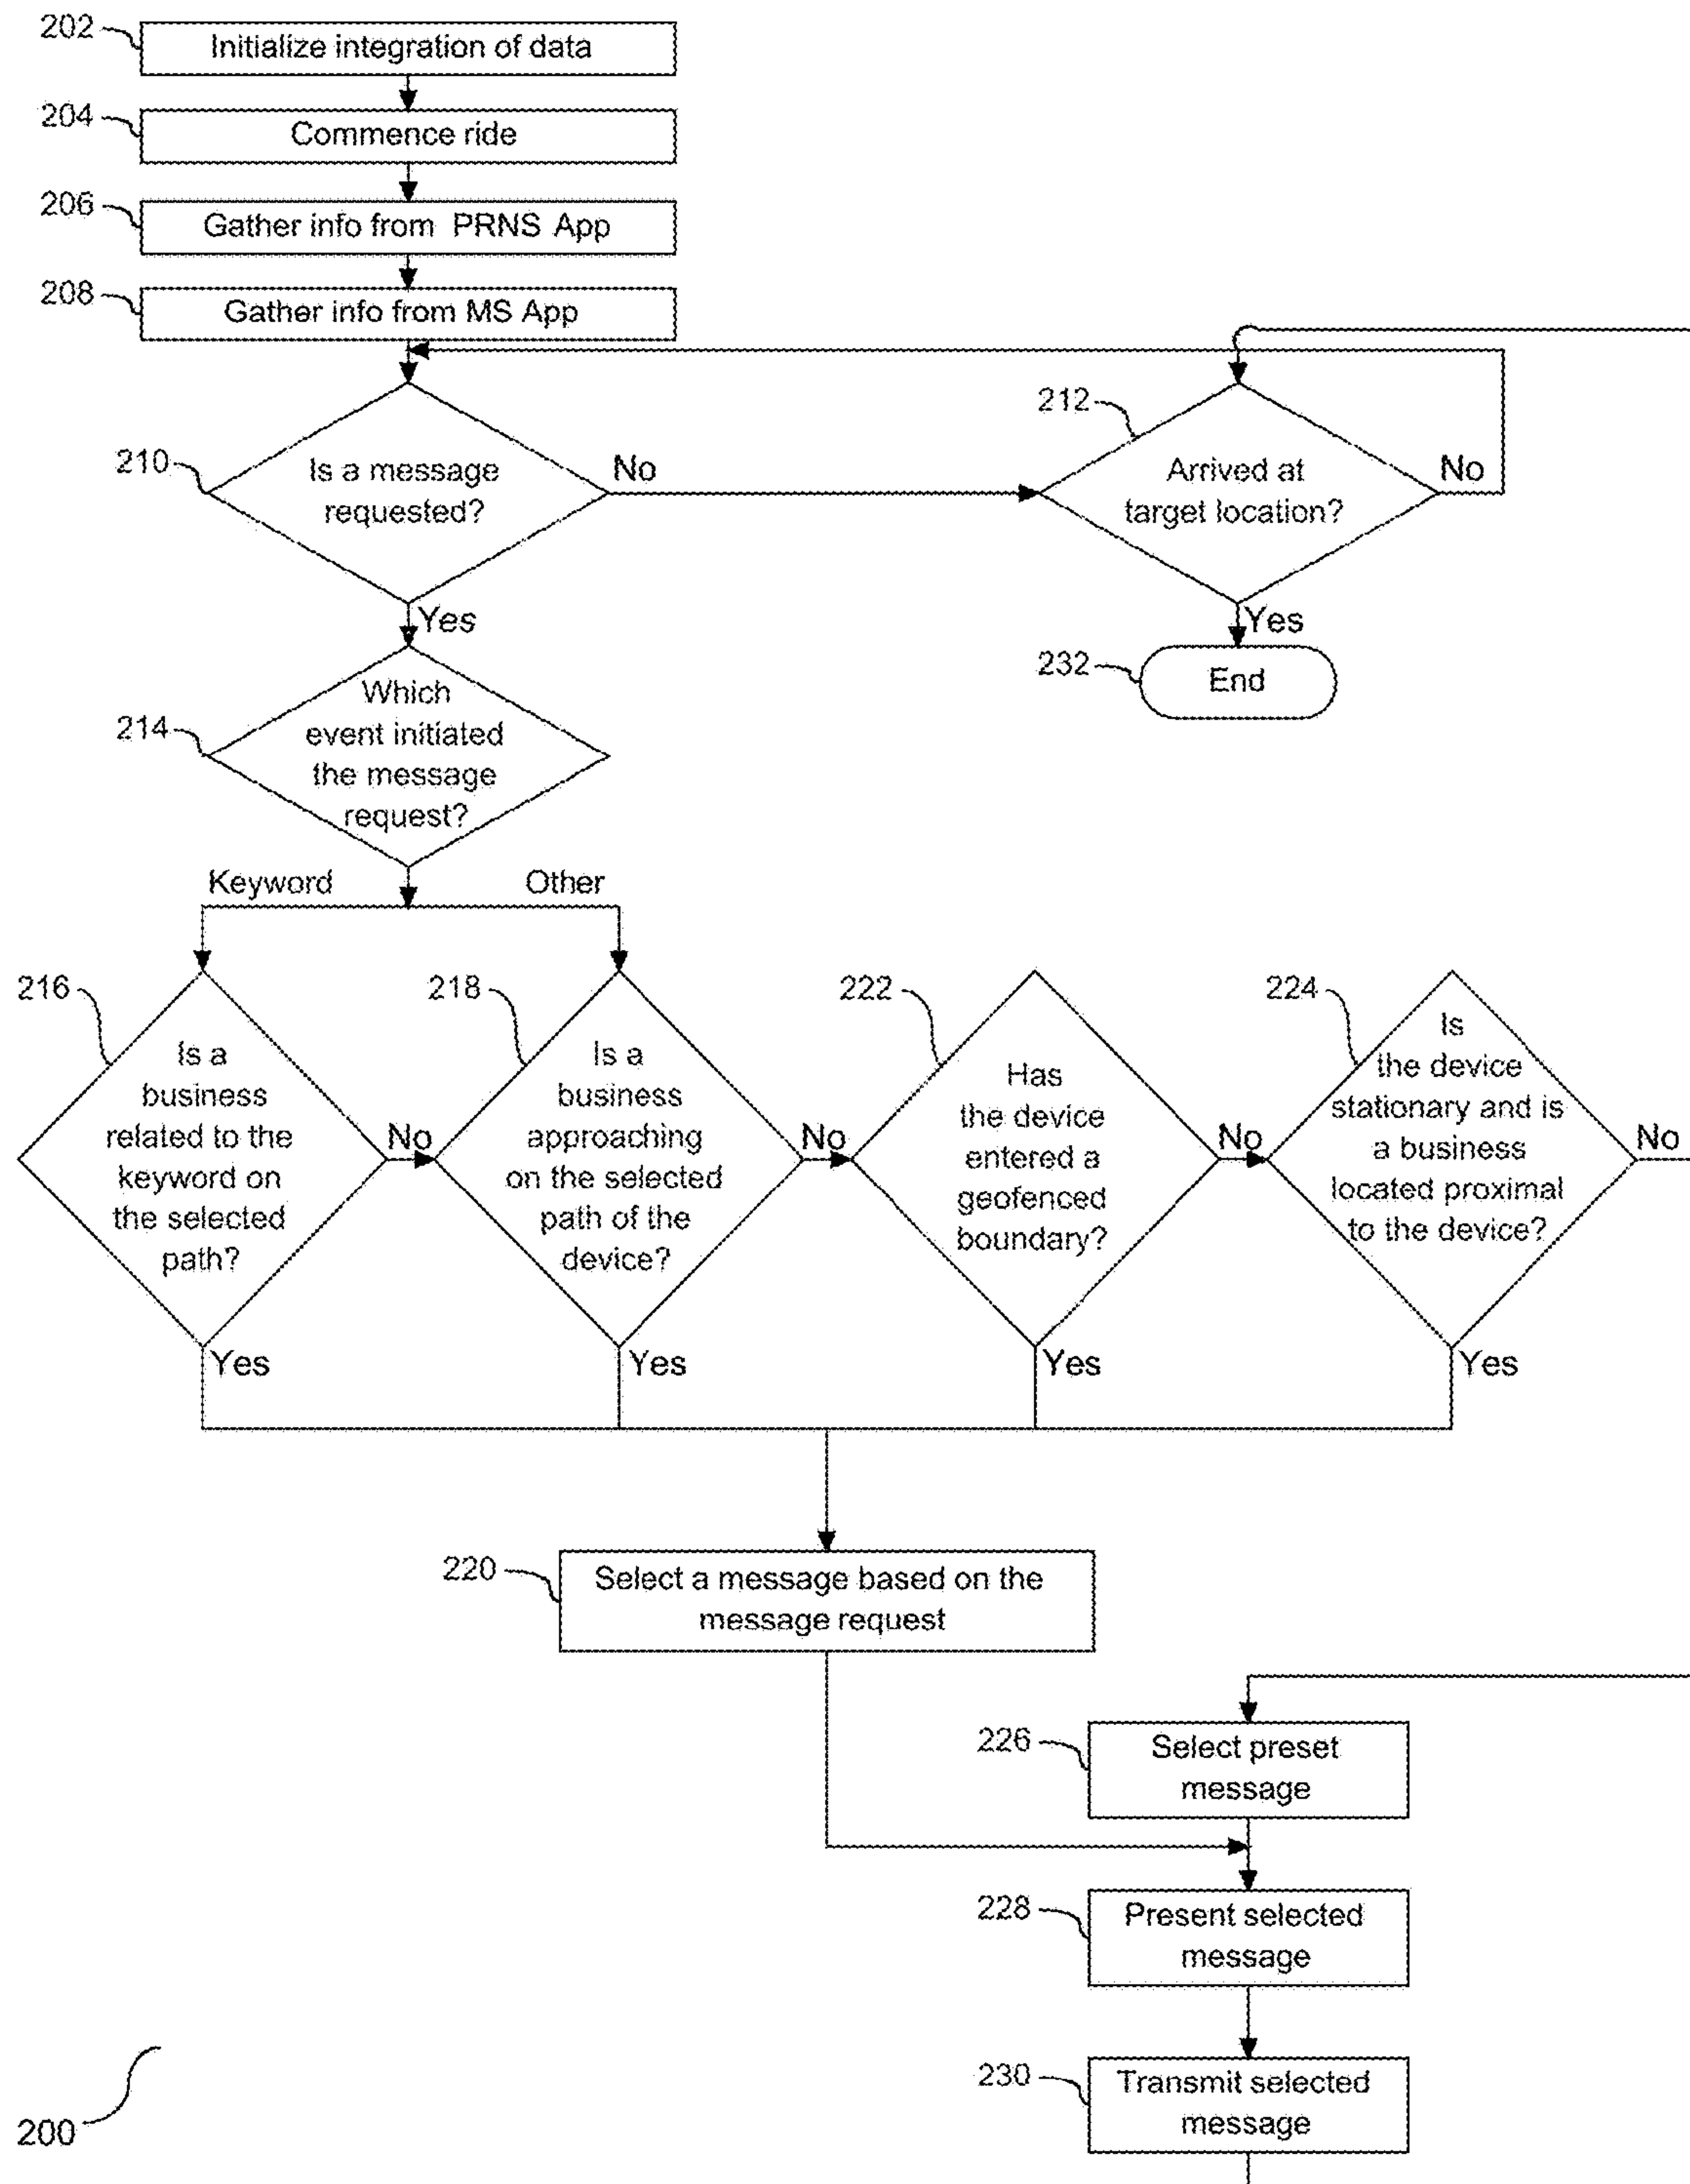 202
Initialize integration of data
204
Commence ride
206
Gather info from PRNS App
208
Gather info from MS App
210
Is a message
requested?
No
212
Arrived at
target location?
No
Yes
Yes
232
End
214
Which
event initiated
the message
request?
Keyword
Other
216
Is a
business
related to the
keyword on
the selected
path?
No
Yes
218
Is a
business
approaching
on the selected
path of the
device?
No
Yes
222
Has
the device
entered a
geofenced
boundary?
No
Yes
224
Is
the device
stationary and is
a business
located proximal
to the device?
No
Yes
220
Select a message based on the
message request
226
Select preset
message
228
Present selected
message
230
Transmit selected
message
200